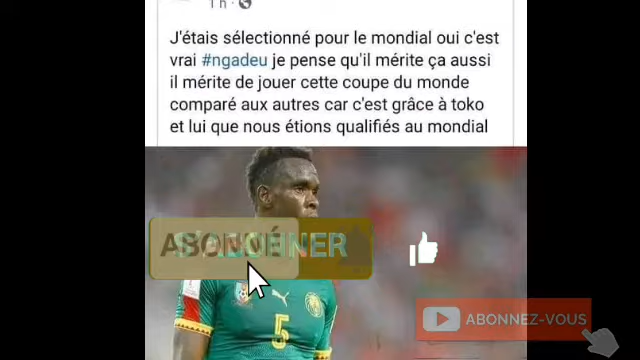 1 h ·
J'étais sélectionné pour le mondial oui c'est
vrai #ngadeu je pense qu'il mérite ça aussi
il mérite de jouer cette coupe du monde
comparé aux autres car c'est grâce à toko
et lui que nous étions qualifiés au mondial
ABONNÉ
5
ABONNEZ-VOUS